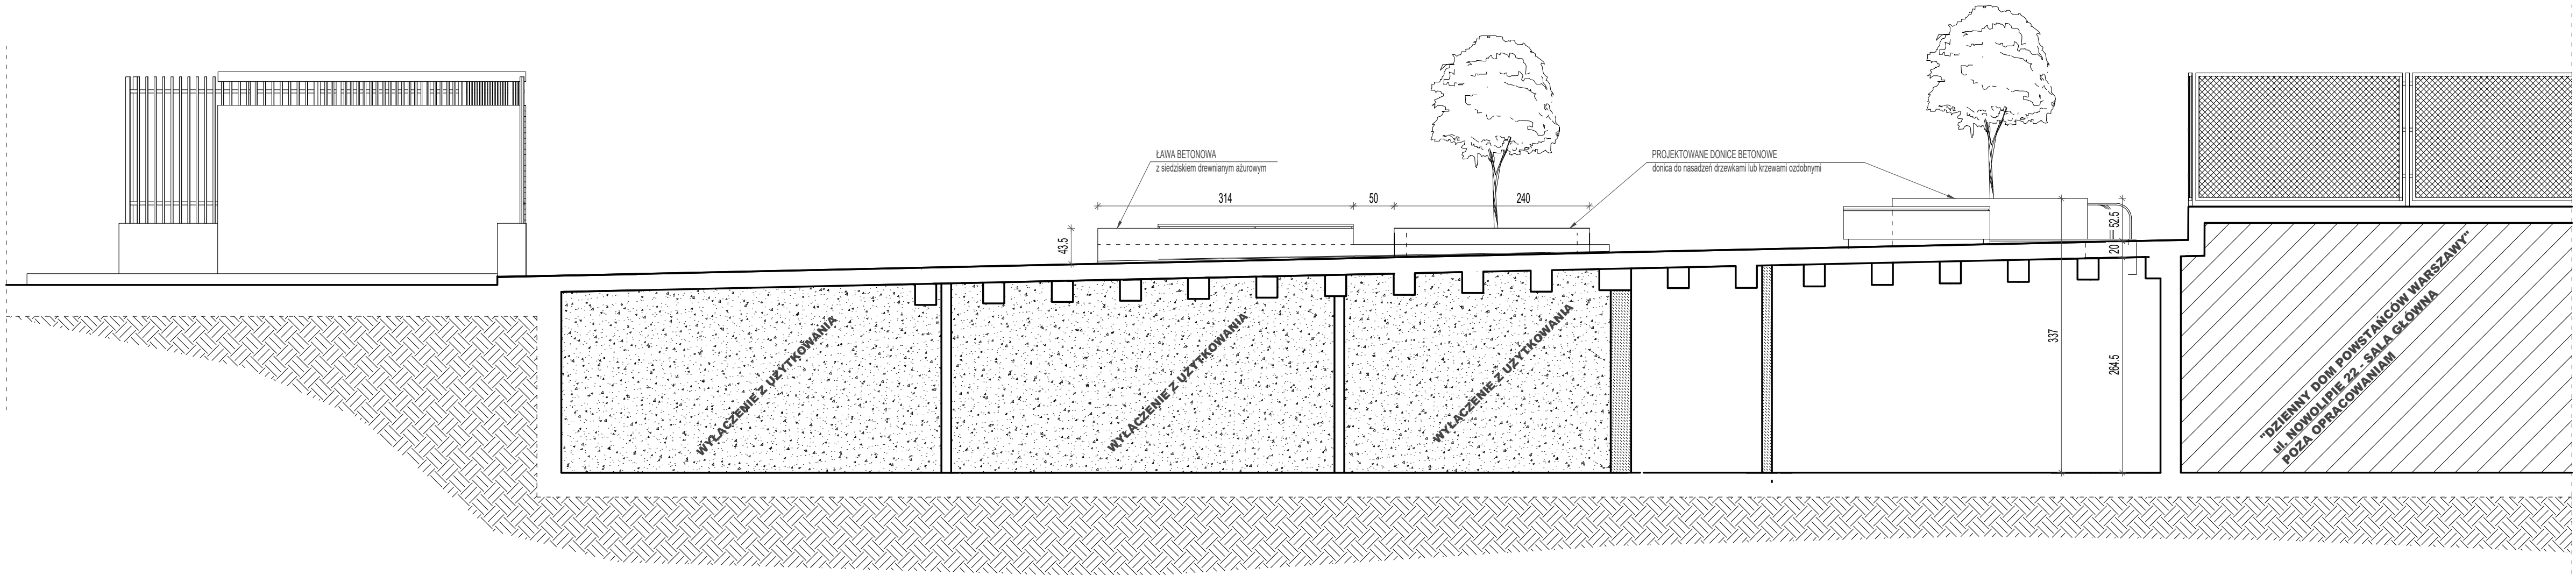 ŁAWA BETONOWA
z siedziskiem drewnianym ażurowym
PROJEKTOWANE DONICE BETONOWE
donica do nasadzeń drzewkami lub krzewami ozdobnymi
314
50
240
43.5
52.5
20
337
264.5
WYŁĄCZENIE Z UŻYTKOWANIA
WYŁĄCZENIE Z UŻYTKOWANIA
WYŁĄCZENIE Z UŻYTKOWANIA
"DZIENNY DOM POWSTAŃCÓW WARSZAWY"
ul. NOWOLIPIE 22 - SALA GŁÓWNA
POZA OPRACOWANIAM